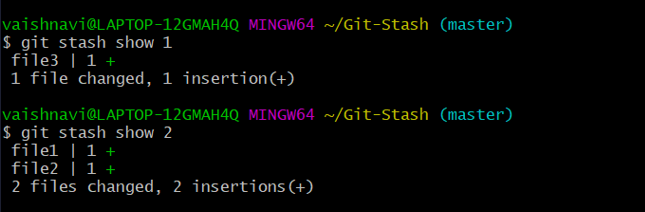 vaishnavi@LAPTOP-12GMAH4Q MINGW64 ~/Git-Stash (master)
$ git stash show 1
 file3 | 1 +
 1 file changed, 1 insertion(+)

vaishnavi@LAPTOP-12GMAH4Q MINGW64 ~/Git-Stash (master)
$ git stash show 2
 file1 | 1 +
 file2 | 1 +
 2 files changed, 2 insertions(+)